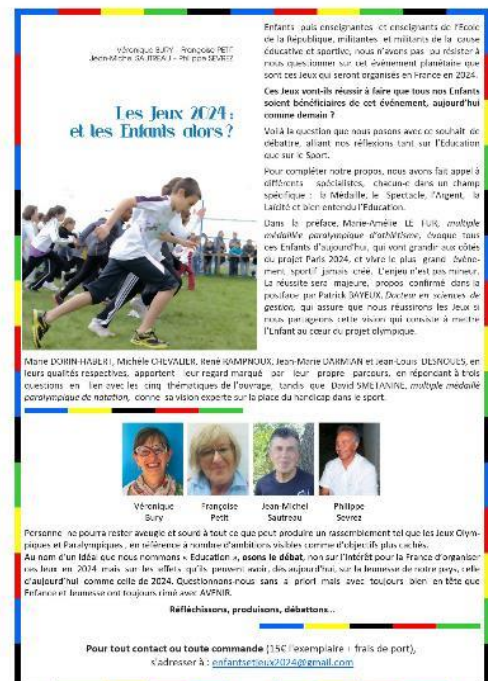 Véronique BURY - Françoise PETIT
Jean-Michel SAUTREAU - Philippe SEVREZ
Les Jeux 2024 :
et les Enfants alors ?
Enfants puis enseignantes et enseignants de l'Ecole
de la République, militantes et militants de la cause
éducative et sportive, nous n'avons pas pu résister à
nous questionner sur cet événement planétaire que
sont ces Jeux qui seront organisés en France en 2024.
Ces Jeux vont-ils réussir à faire que tous nos Enfants
soient bénéficiaires de cet événement, aujourd'hui
comme demain ?
Voilà la question que nous posons avec ce souhait de
débattre, alliant nos réflexions tant sur l'Education
que sur le Sport.
Pour compléter notre propos, nous avons fait appel à
différents spécialistes, chacun-e dans un champ
spécifique : la Médaille, le Spectacle, l'Argent, la
Laïcité et bien entendu l'Education.
Dans la préface, Marie-Amélie LE FUR, multiple
médaillée paralympique d'athlétisme, évoque tous
ces Enfants d'aujourd'hui, qui vont grandir aux côtés
du projet Paris 2024, et vivre le plus grand évène-
ment sportif jamais créé. L'enjeu n'est pas mineur.
La réussite sera majeure, propos confirmé dans la
postface par Patrick BAYEUX, Docteur en sciences de
gestion, qui assure que nous réussirons les Jeux si
nous partageons cette vision qui consiste à mettre
l'Enfant au cœur du projet olympique.
Marie DORIN-HABERT, Michèle CHEVALIER, René RAMPNOUX, Jean-Marie DARMIAN et Jean-Louis DESNOUES, en
leurs qualités respectives, apportent leur regard marqué par leur propre parcours, en répondant à trois
questions en lien avec les cinq thématiques de l'ouvrage, tandis que David SMETANINE, multiple médaillé
paralympique de natation, donne sa vision experte sur la place du handicap dans le sport.
Véronique Bury
Françoise Petit
Jean-Michel Sautreau
Philippe Sevrez
Personne ne pourra rester aveugle et sourd à tout ce que peut produire un rassemblement tel que les Jeux Olym-
piques et Paralympiques, en référence à nombre d'ambitions visibles comme d'objectifs plus cachés.
Au nom d'un idéal que nous nommons « Education », osons le débat, non sur l'intérêt pour la France d'organiser
ces Jeux en 2024 mais sur les effets qu'ils peuvent avoir, dès aujourd'hui, sur la Jeunesse de notre pays, celle
d'aujourd'hui comme celle de 2024. Questionnons-nous sans a priori mais avec toujours bien en tête que
Enfance et Jeunesse ont toujours rimé avec AVENIR.
Réfléchissons, produisons, débattons...
Pour tout contact ou toute commande (15€ l'exemplaire + frais de port),
s'adresser à : enfantsetjeux2024@gmail.com